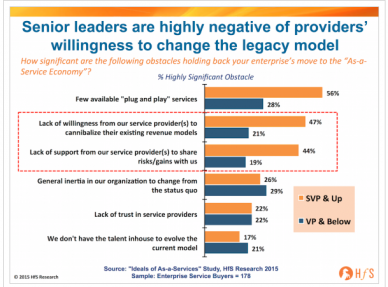 Senior leaders are highly negative of providers'
willingness to change the legacy model
How significant are the following obstacles holding back your enterprise's move to the "As-a-
Service Economy"?
% Highly Significant Obstacle
Few available "plug and play" services
56%
28%
Lack of willingness from our service provider(s) to
cannibalize their existing revenue models
47%
21%
Lack of support from our service provider(s) to share
risks/gains with us
44%
19%
General inertia in our organization to change from
the status quo
26%
29%
Lack of trust in service providers
22%
22%
We don't have the talent inhouse to evolve the
current model
17%
21%
SVP & Up
VP & Below
Source: "Ideals of As-a-Services" Study, HfS Research 2015
Sample: Enterprise Service Buyers = 178
© 2015 HfS Research
HfS